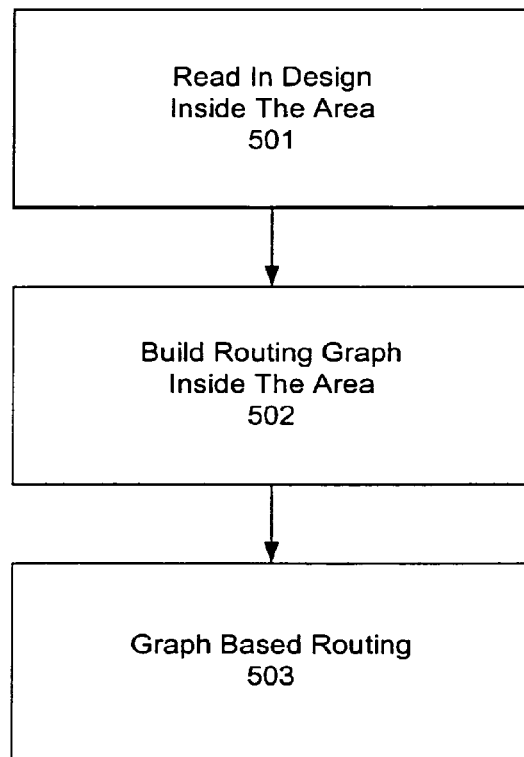 Read In Design
Inside The Area
501
Build Routing Graph
Inside The Area
502
Graph Based Routing
503